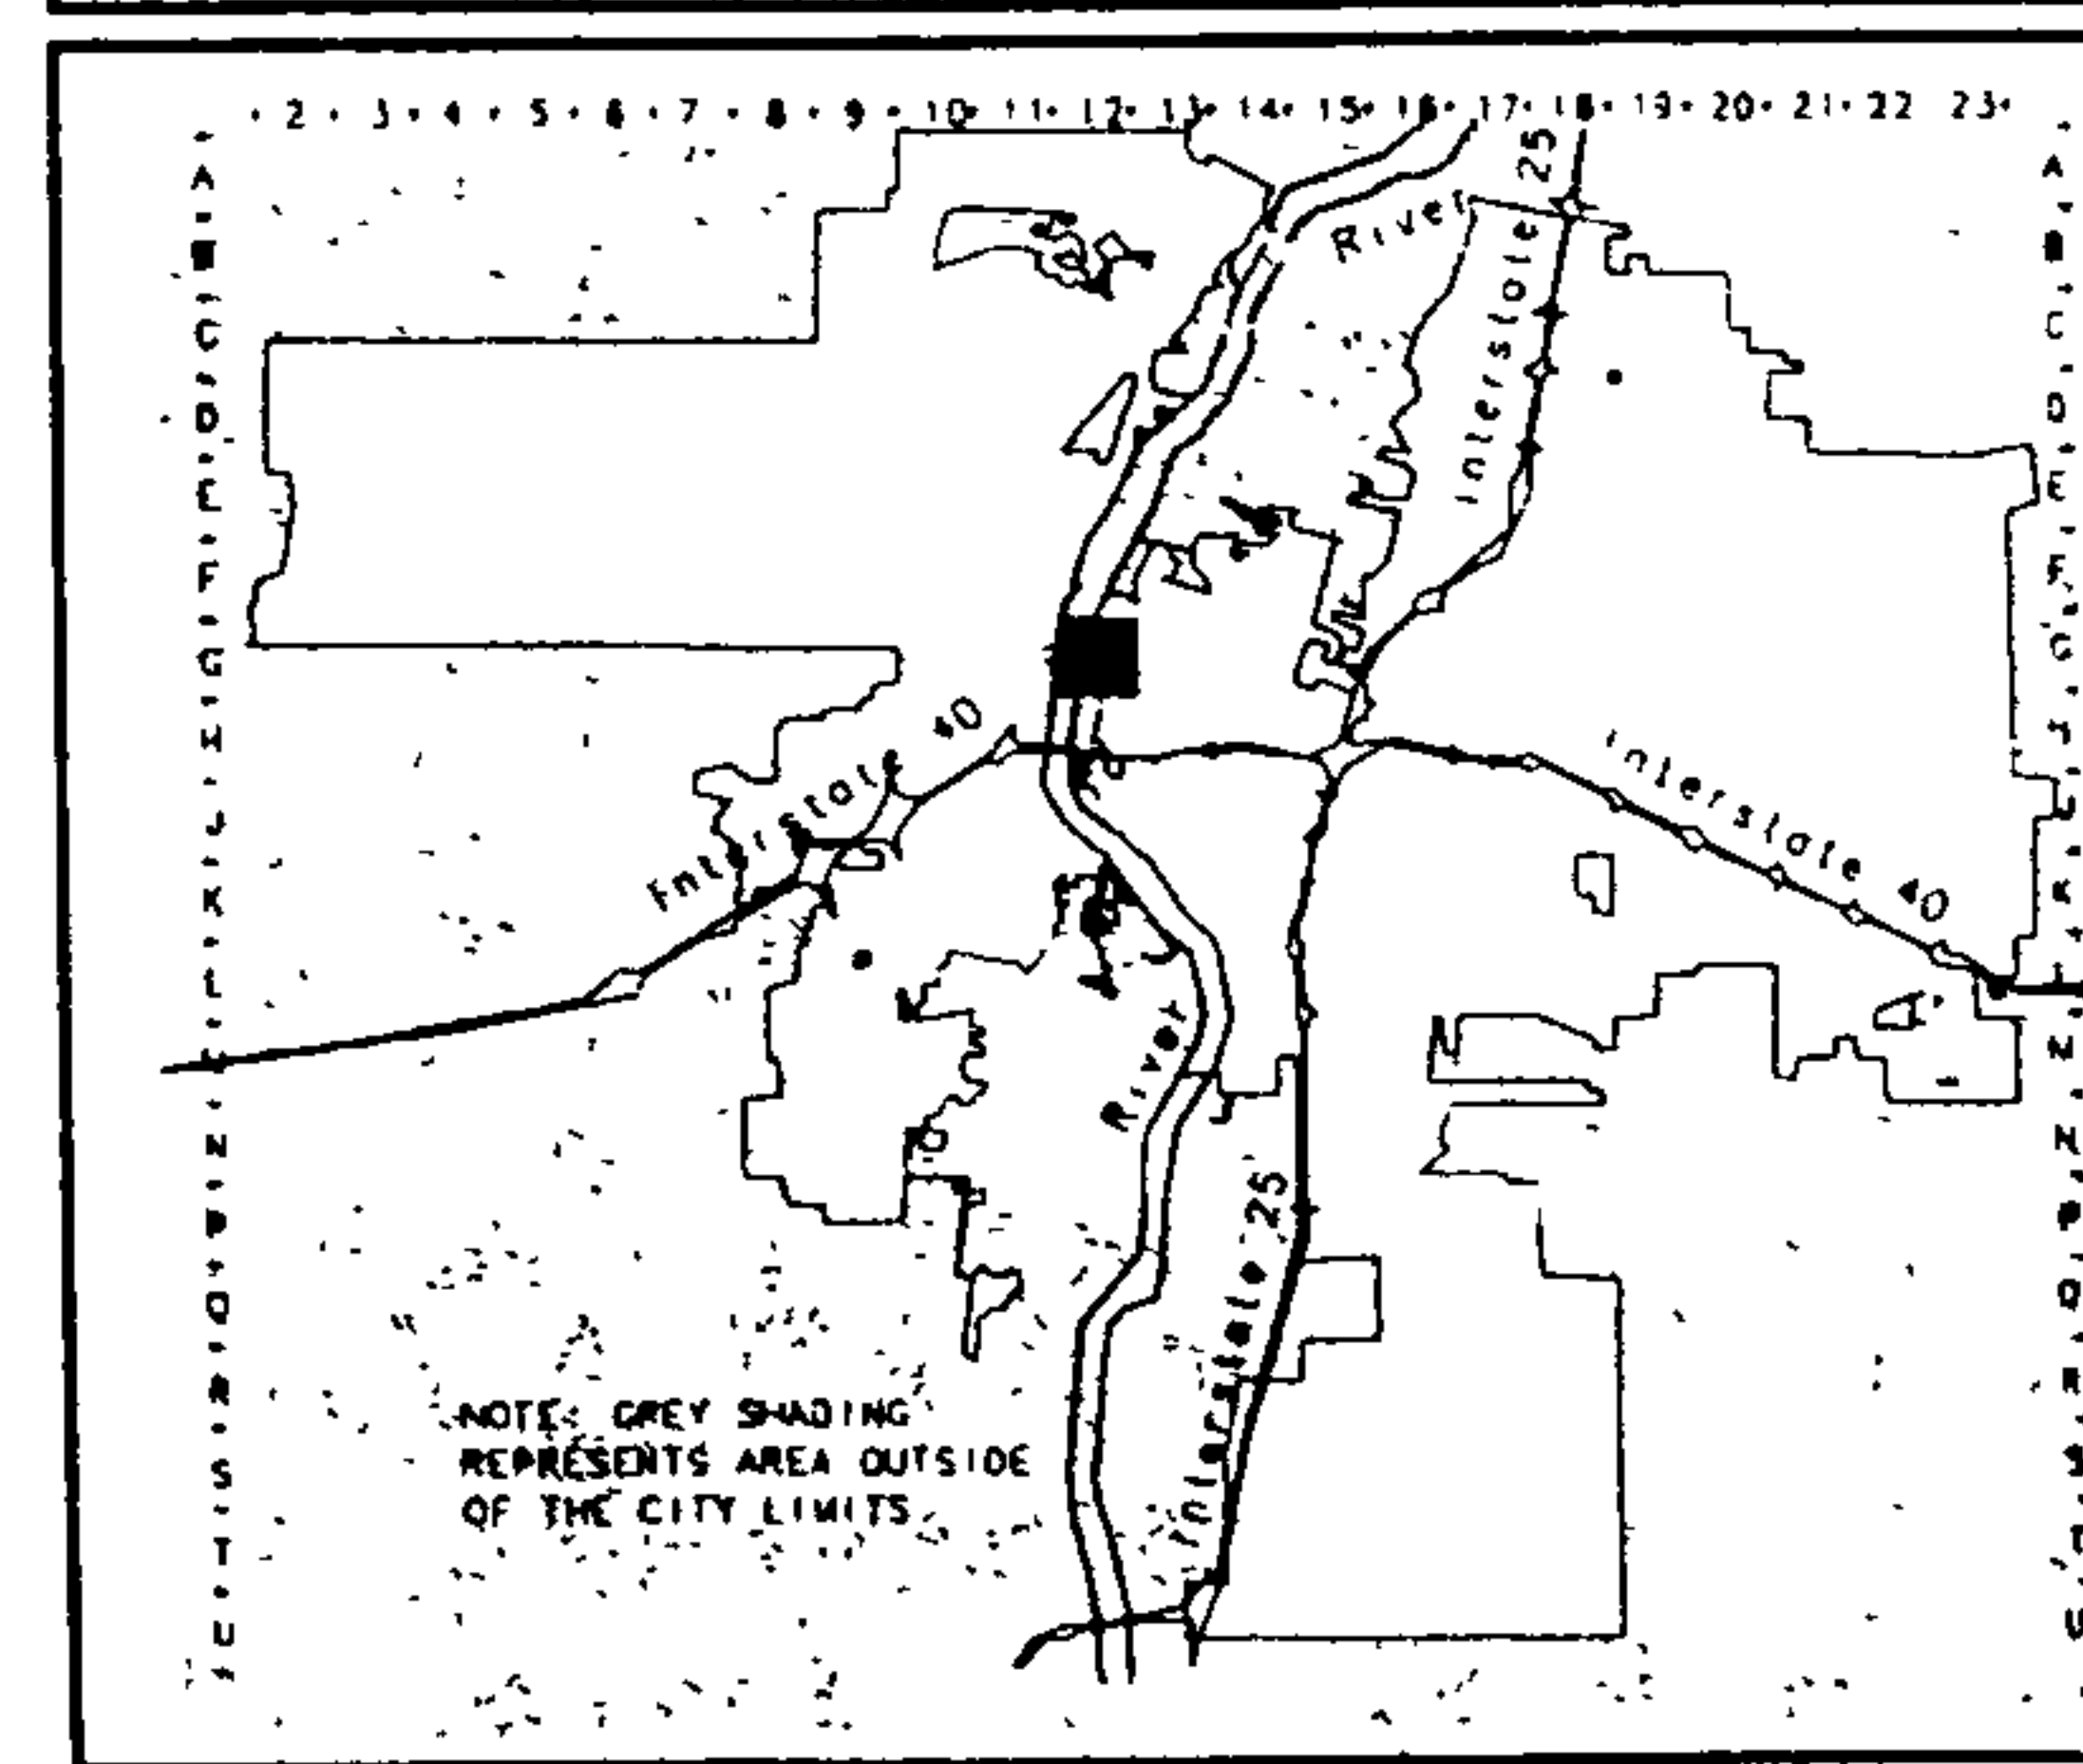 2 3 4 5 6 7 8 9 10 11 12 13 14 15 16 17 18 19 20 21 22 23
A
B
C
D
E
F
G
H
J
K
L
M
N
P
Q
R
S
T
U
A
B
C
D
E
F
G
H
J
K
L
M
N
P
Q
R
S
T
U
River
Interstate 25
Interstate 40
Interstate 40
River
Interstate 25
NOTE: GREY SHADING
REPRESENTS AREA OUTSIDE
OF THE CITY LIMITS